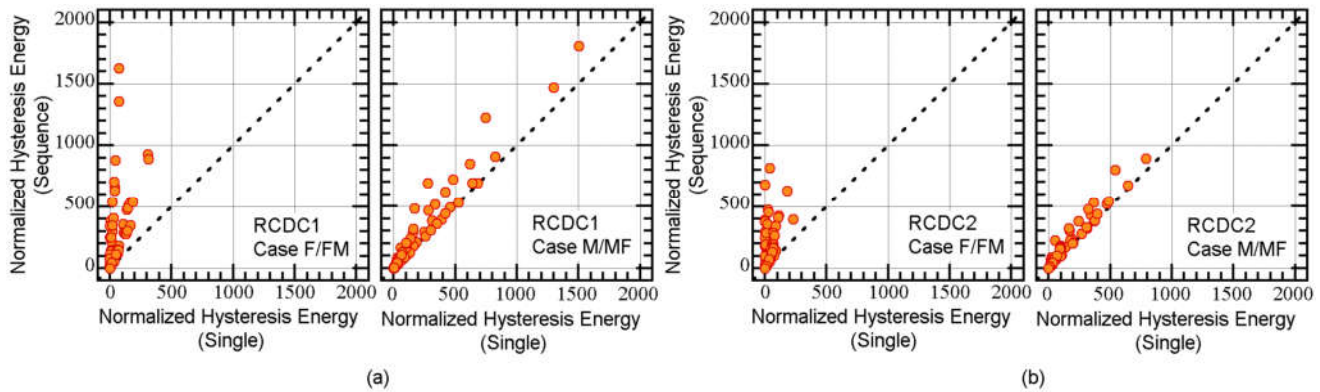 Normalized Hysteresis Energy
(Sequence)
2000
1500
1000
500
0
RCDC1
Case F/FM
0 500 1000 1500 2000
Normalized Hysteresis Energy
(Single)
RCDC1
Case M/MF
0 500 1000 1500 2000
Normalized Hysteresis Energy
(Single)
(a)
Normalized Hysteresis Energy
(Sequence)
2000
1500
1000
500
0
RCDC2
Case F/FM
0 500 1000 1500 2000
Normalized Hysteresis Energy
(Single)
RCDC2
Case M/MF
0 500 1000 1500 2000
Normalized Hysteresis Energy
(Single)
(b)